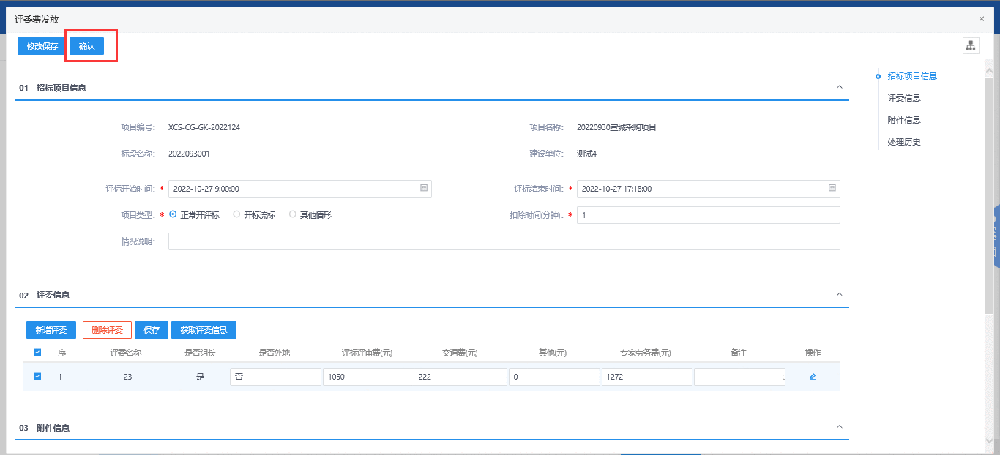 评委费发放
×
修改保存 确认
招标项目信息
评委信息
附件信息
处理历史
01 招标项目信息
项目编号: XCS-CG-GK-2022124 项目名称: 20220930宣城采购项目
标段名称: 2022093001 建设单位: 测试4
评标开始时间: * 2022-10-27 9:00:00 评标结束时间: * 2022-10-27 17:18:00
项目类型: * 正常开评标 开标流标 其他情形 扣除时间(分钟): * 1
情况说明:
02 评委信息
新增评委 删除评委 保存 获取评委信息
序 评委名称 是否组长 是否外地 评标评审费(元) 交通费(元) 其他(元) 专家劳务费(元) 备注 操作
1 123 是 否 1050 222 0 1272
03 附件信息